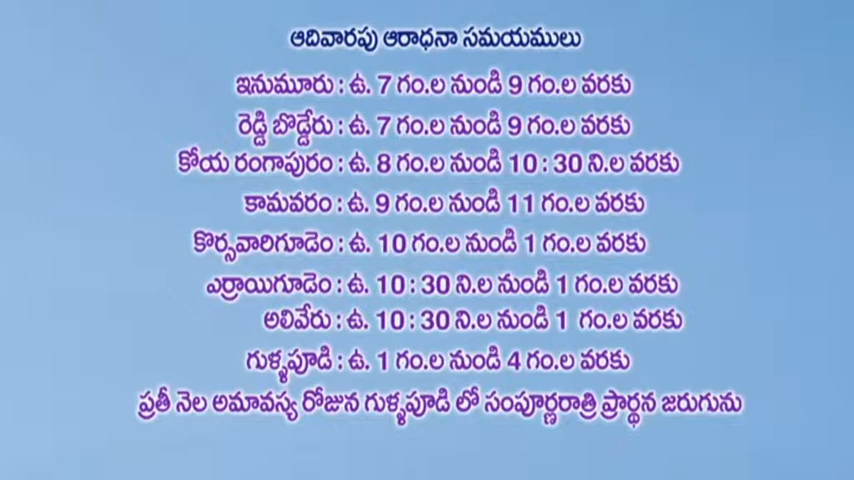 ఆదివారపు ఆరాధనా సమయములు
ఇనుమూరు : ఉ. 7 గం.ల నుండి 9 గం.ల వరకు
రెడ్డి బొడ్డేరు : ఉ. 7 గం.ల నుండి 9 గం.ల వరకు
కోయ రంగాపురం : ఉ. 8 గం.ల నుండి 10 : 30 ని.ల వరకు
కామవరం : ఉ. 9 గం.ల నుండి 11 గం.ల వరకు
కొర్సవారిగూడెం : ఉ. 10 గం.ల నుండి 1 గం.ల వరకు
ఎర్రాయిగూడెం : ఉ. 10 : 30 ని.ల నుండి 1 గం.ల వరకు
అలివేరు : ఉ. 10 : 30 ని.ల నుండి 1 గం.ల వరకు
గుళ్ళపూడి : ఉ. 1 గం.ల నుండి 4 గం.ల వరకు
ప్రతీ నెల అమావస్య రోజున గుళ్ళపూడి లో సంపూర్ణరాత్రి ప్రార్థన జరుగును